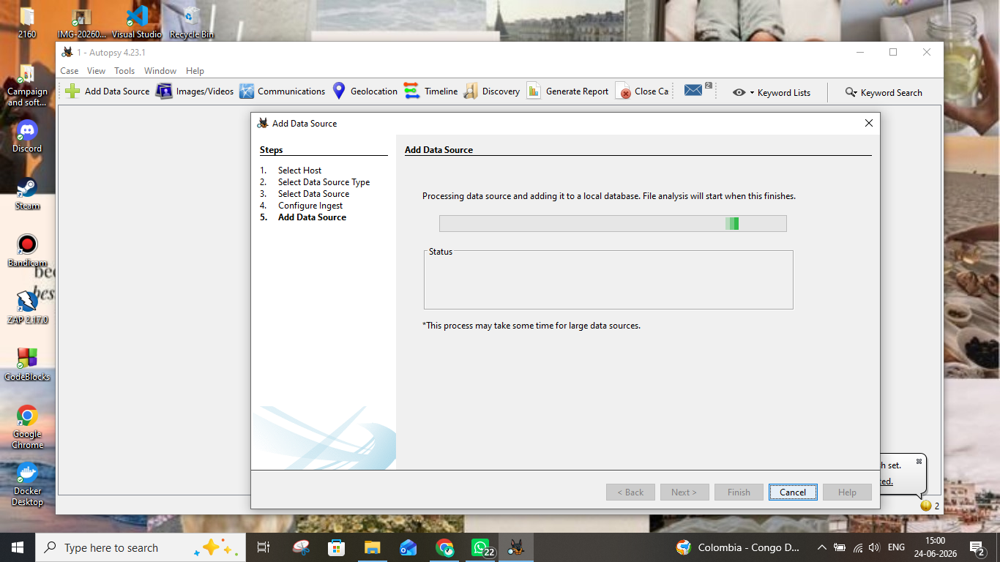 2160
IMG-20260...
Visual Studio
Recycle Bin
Campaign
and soft...
Discord
Steam
Bandicam
ZAP 2.17.0
CodeBlocks
Google
Chrome
Docker
Desktop
1 - Autopsy 4.23.1
Case View Tools Window Help
Add Data Source Images/Videos Communications Geolocation Timeline Discovery Generate Report Close Ca 2 Keyword Lists Keyword Search
Add Data Source
Steps
1. Select Host
2. Select Data Source Type
3. Select Data Source
4. Configure Ingest
5. Add Data Source
Add Data Source
Processing data source and adding it to a local database. File analysis will start when this finishes.
Status
*This process may take some time for large data sources.
< Back Next > Finish Cancel Help
h set.
ed.
2
Type here to search
22
Colombia - Congo D...
ENG
15:00
24-06-2026
2